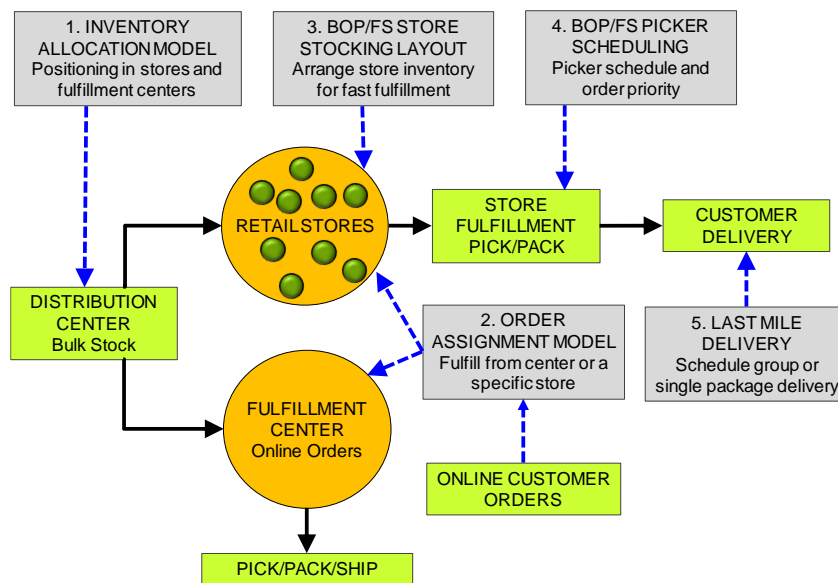 1. INVENTORY
ALLOCATION MODEL
Positioning in stores and
fulfillment centers
3. BOP/FS STORE
STOCKING LAYOUT
Arrange store inventory
for fast fulfillment
4. BOP/FS PICKER
SCHEDULING
Picker schedule and
order priority
RETAIL STORES
STORE
FULFILLMENT
PICK/PACK
CUSTOMER
DELIVERY
DISTRIBUTION
CENTER
Bulk Stock
2. ORDER
ASSIGNMENT MODEL
Fulfill from center or a
specific store
5. LAST MILE
DELIVERY
Schedule group or
single package delivery
FULFILLMENT
CENTER
Online Orders
ONLINE CUSTOMER
ORDERS
PICK/PACK/SHIP